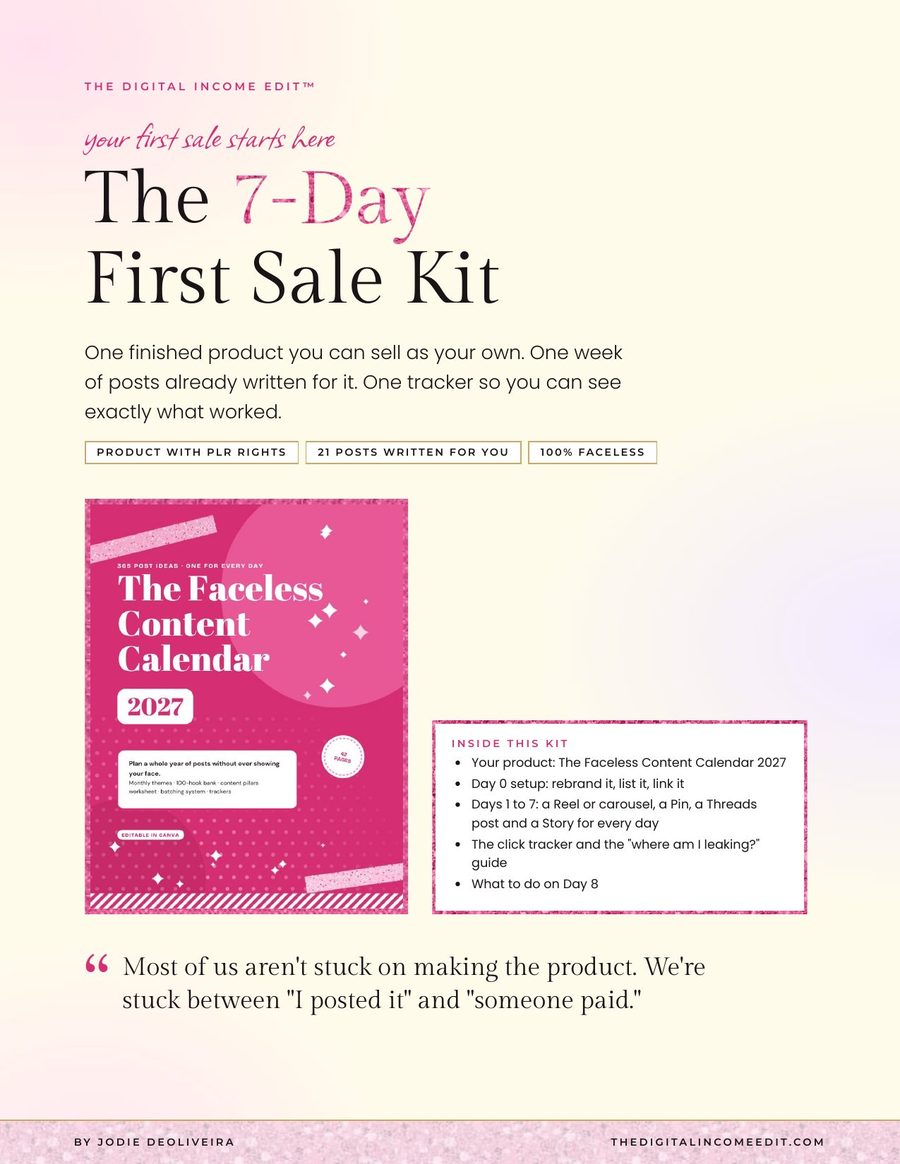 THE DIGITAL INCOME EDIT™
your first sale starts here
The 7-Day
First Sale Kit
One finished product you can sell as your own. One week
of posts already written for it. One tracker so you can see
exactly what worked.
PRODUCT WITH PLR RIGHTS
21 POSTS WRITTEN FOR YOU
100% FACELESS
365 POST IDEAS · ONE FOR EVERY DAY
The Faceless
Content
Calendar
2027
62
PAGES
Plan a whole year of posts without ever showing
your face.
Monthly themes · 100-hook bank · content pillars
worksheet · batching system · trackers
EDITABLE IN CANVA
INSIDE THIS KIT
• Your product: The Faceless Content Calendar 2027
• Day 0 setup: rebrand it, list it, link it
• Days 1 to 7: a Reel or carousel, a Pin, a Threads
post and a Story for every day
• The click tracker and the "where am I leaking?"
guide
• What to do on Day 8
“ Most of us aren't stuck on making the product. We're
stuck between "I posted it" and "someone paid."
BY JODIE DEOLIVEIRA
THEDIGITALINCOMEEDIT.COM